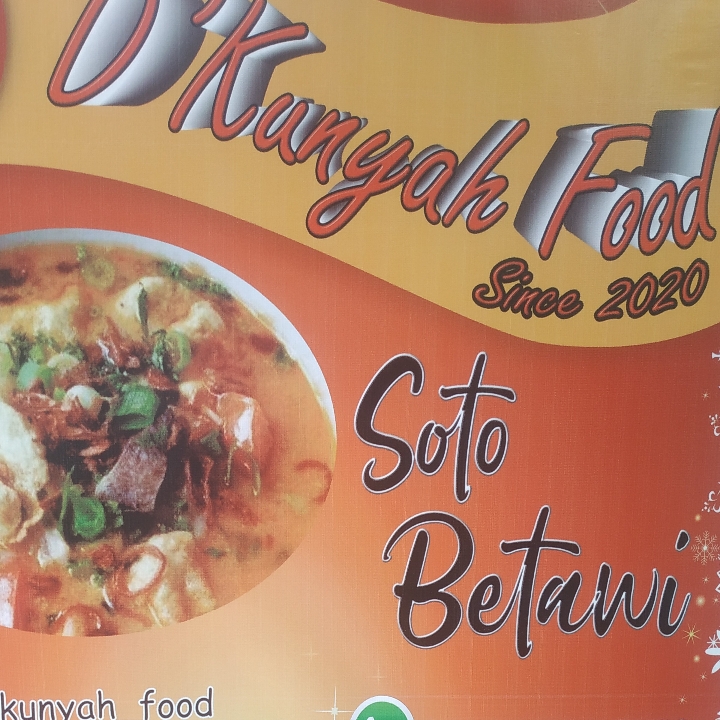 D'Kunyah Food
Since 2020
Soto
Betawi
kunyah food